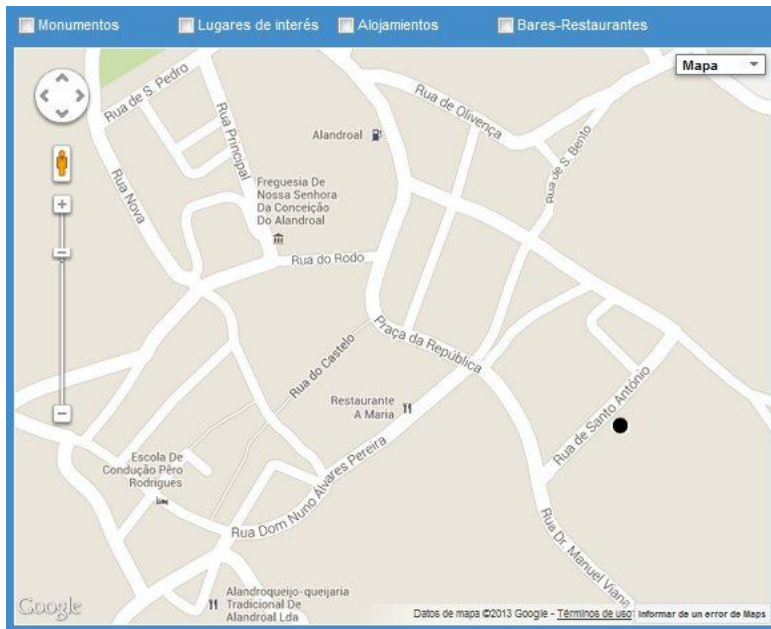 Monumentos
Lugares de interés
Alojamientos
Bares-Restaurantes
Mapa
Rua de S. Pedro
Rua Principal
Rua Nova
Alandroal
Rua de Olivença
Rua de S. Bento
Freguesia De
Nossa Senhora
Da Conceição
Do Alandroal
Rua do Rodo
Praça da República
Rua do Castelo
Restaurante
A Maria
Rua de Santo António
Escola De
Condução Péro
Rodrigues
Rua Dom Nuno Álvares Pereira
Rua Dr. Manuel Viana
Alandroqueijo-queijaria
Tradicional De
Alandroal Lda
Google
Datos de mapa ©2013 Google - Términos de uso
Informar de un error de Maps